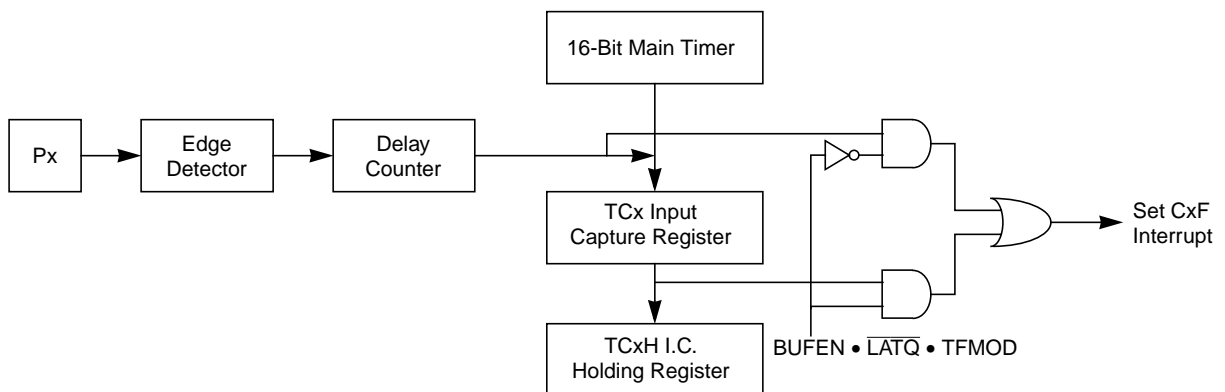 16-Bit Main Timer
Px
Edge
Detector
Delay
Counter
TCx Input
Capture Register
Set CxF
Interrupt
TCxH I.C.
Holding Register
BUFEN • L̅A̅T̅Q̅ • TFMOD